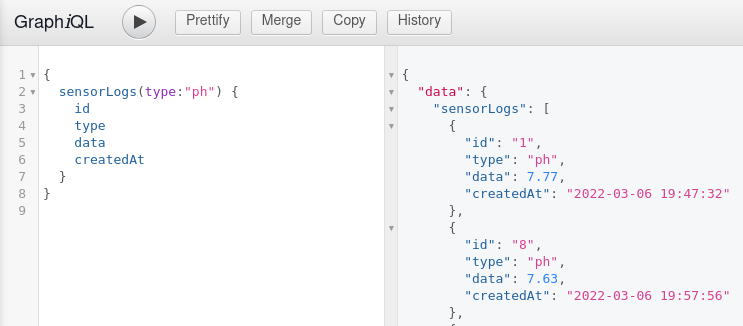 GraphiQL Prettify Merge Copy History
1 {
2 sensorLogs(type:"ph") {
3 id
4 type
5 data
6 createdAt
7 }
8 }
9
{
"data": {
"sensorLogs": [
{
"id": "1",
"type": "ph",
"data": 7.77,
"createdAt": "2022-03-06 19:47:32"
},
{
"id": "8",
"type": "ph",
"data": 7.63,
"createdAt": "2022-03-06 19:57:56"
},
{